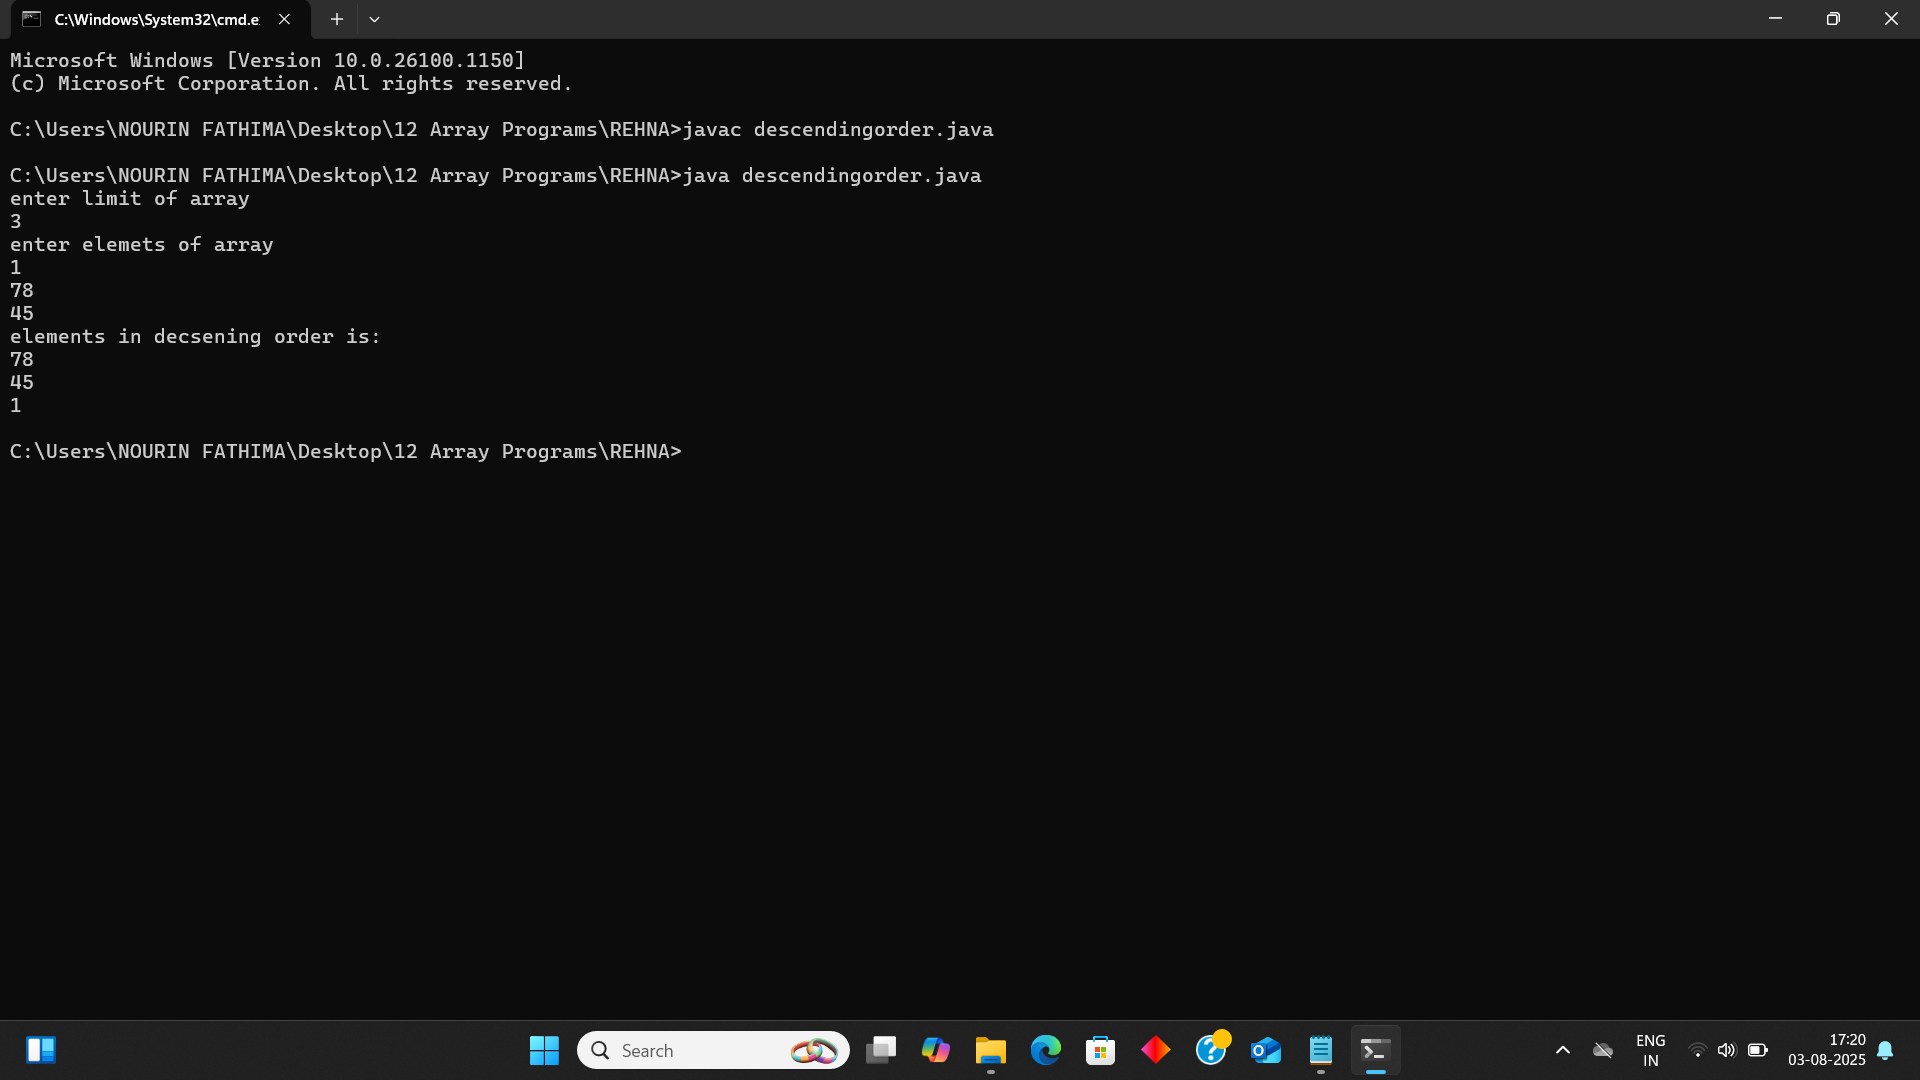 C:\Windows\System32\cmd.e
Microsoft Windows [Version 10.0.26100.1150]
(c) Microsoft Corporation. All rights reserved.
C:\Users\NOURIN FATHIMA\Desktop\12 Array Programs\REHNA>javac descendingorder.java
C:\Users\NOURIN FATHIMA\Desktop\12 Array Programs\REHNA>java descendingorder.java
enter limit of array
3
enter elemets of array
1
78
45
elements in decsening order is:
78
45
1
C:\Users\NOURIN FATHIMA\Desktop\12 Array Programs\REHNA>
Search
ENG
IN
17:20
03-08-2025